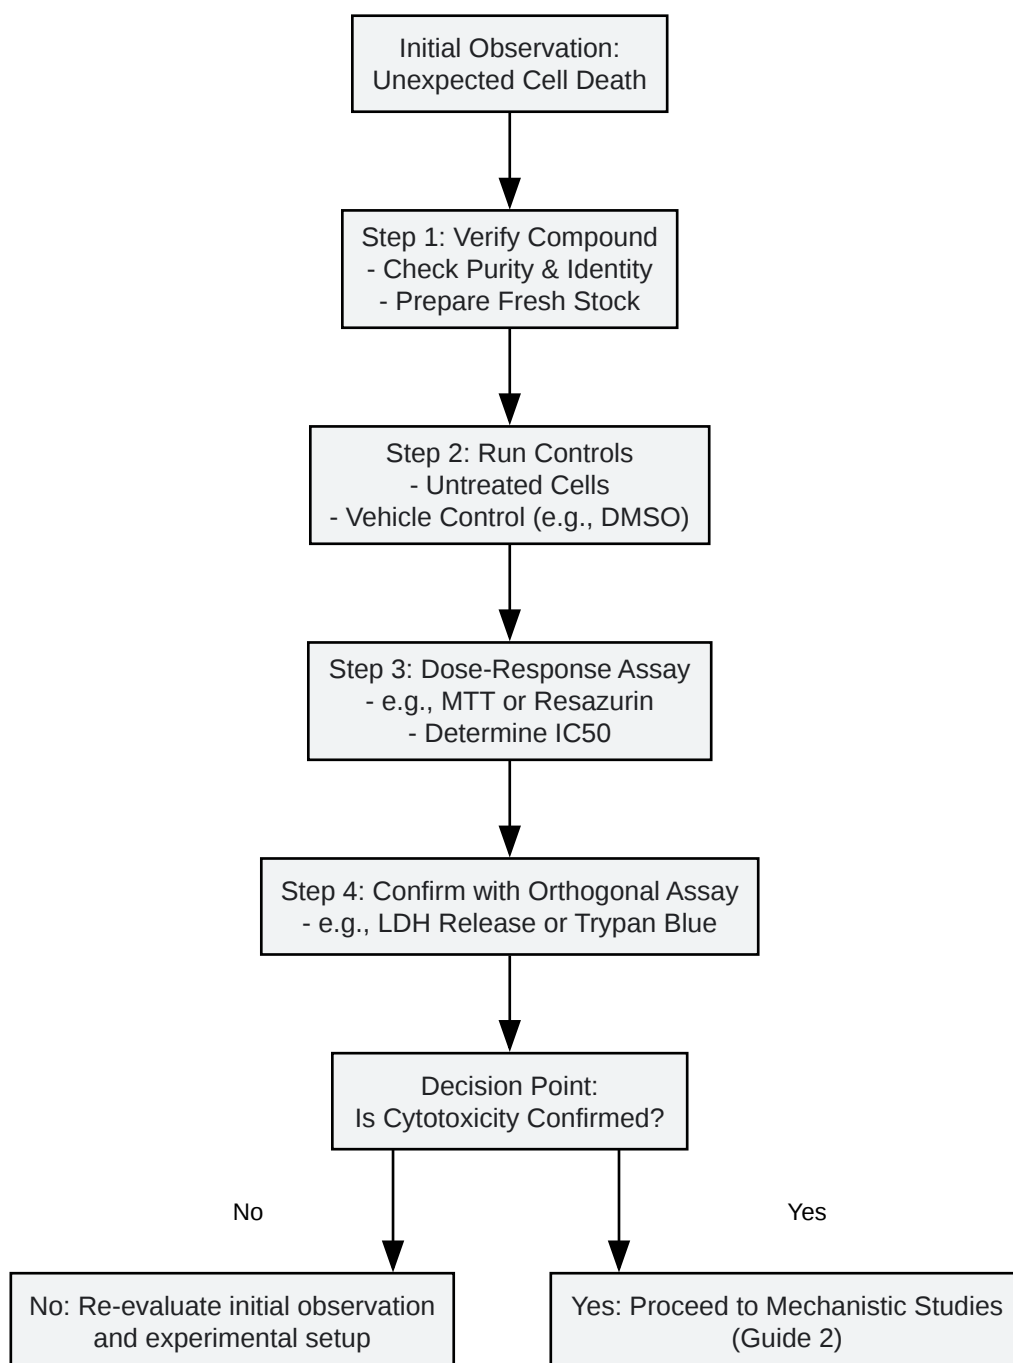 Initial Observation:
Unexpected Cell Death
Step 1: Verify Compound
- Check Purity & Identity
- Prepare Fresh Stock
Step 2: Run Controls
- Untreated Cells
- Vehicle Control (e.g., DMSO)
Step 3: Dose-Response Assay
- e.g., MTT or Resazurin
- Determine IC50
Step 4: Confirm with Orthogonal Assay
- e.g., LDH Release or Trypan Blue
Decision Point:
Is Cytotoxicity Confirmed?
No
Yes
No: Re-evaluate initial observation
and experimental setup
Yes: Proceed to Mechanistic Studies
(Guide 2)